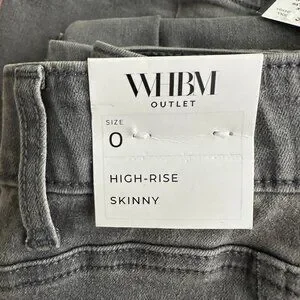 WHBM
OUTLET
SIZE
0
HIGH-RISE
SKINNY